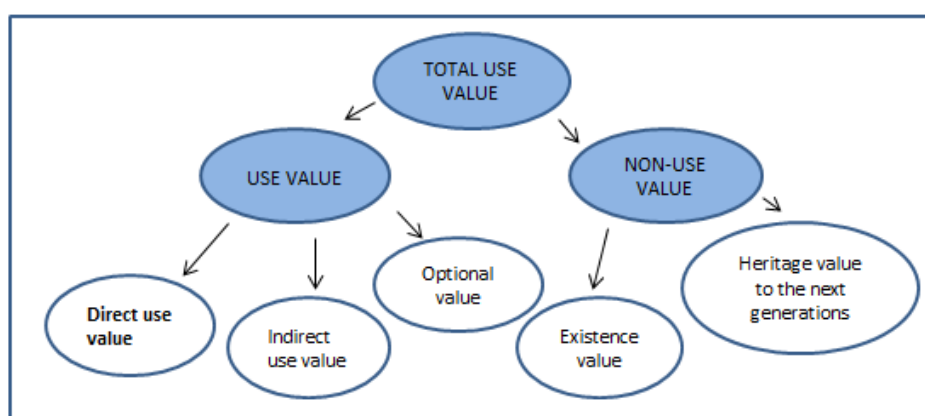 TOTAL USE
VALUE
USE VALUE
NON-USE
VALUE
Direct use
value
Indirect
use value
Optional
value
Existence
value
Heritage value
to the next
generations